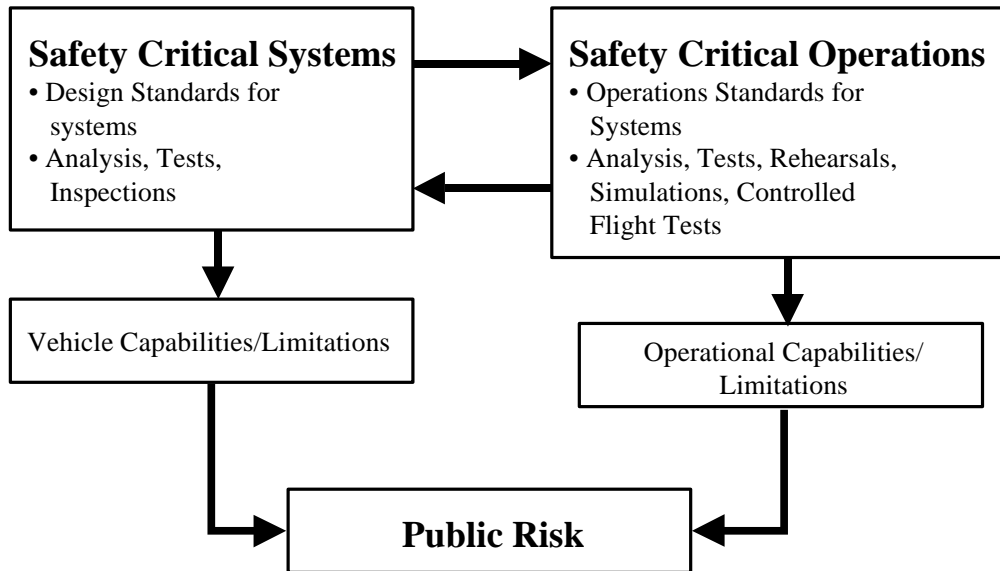 Safety Critical Systems
• Design Standards for
systems
• Analysis, Tests,
Inspections
Safety Critical Operations
• Operations Standards for
Systems
• Analysis, Tests, Rehearsals,
Simulations, Controlled
Flight Tests
Vehicle Capabilities/Limitations
Operational Capabilities/
Limitations
Public Risk